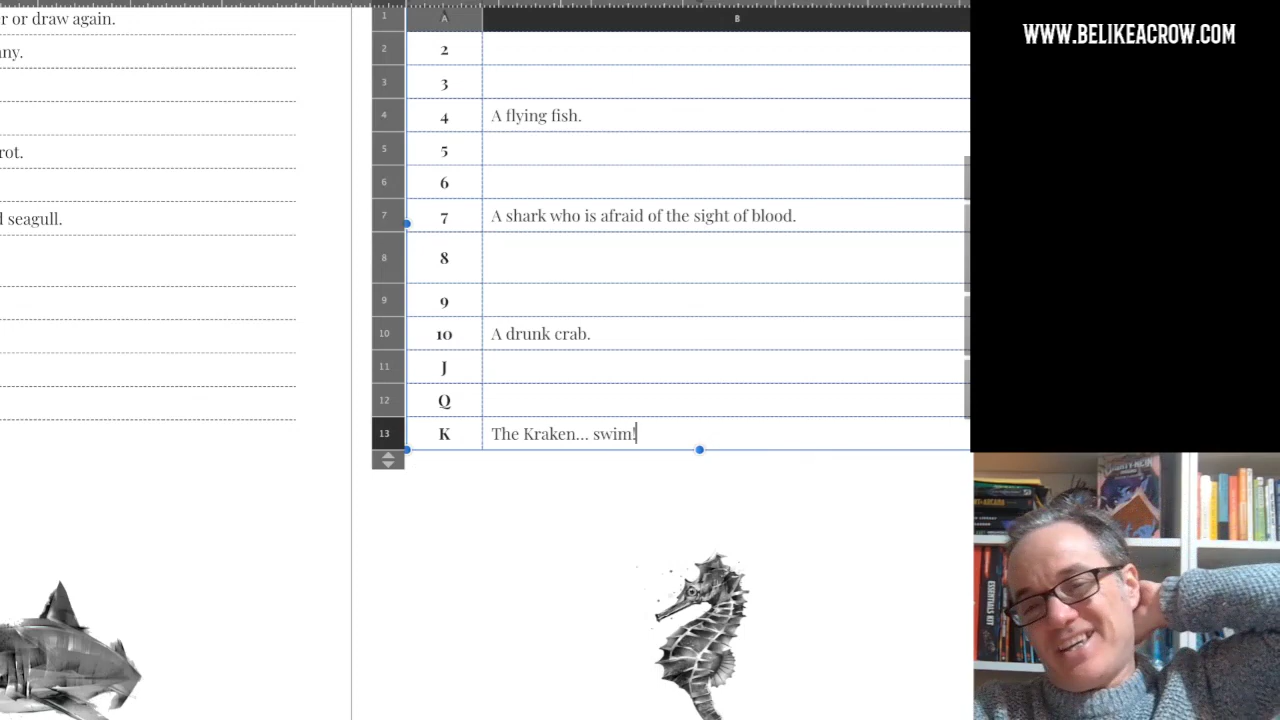 r or draw again.
any.
rot.
d seagull.
1 A B
2 2
3 3
4 4 A flying fish.
5 5
6 6
7 7 A shark who is afraid of the sight of blood.
8 8
9 9
10 10 A drunk crab.
11 J
12 Q
13 K The Kraken... swim!
WWW.BELIKEACROW.COM
ESSENTIALS KIT